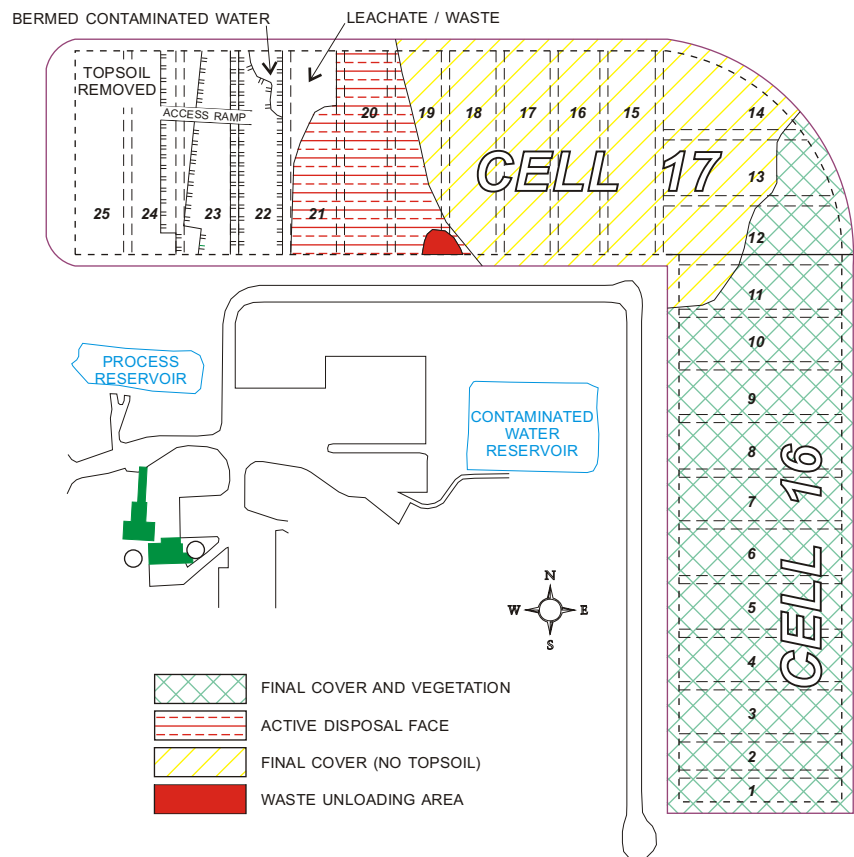 BERMED CONTAMINATED WATER
LEACHATE / WASTE
TOPSOIL
REMOVED
ACCESS RAMP
25
24
23
22
21
20
19
18
17
16
15
14
13
12
11
10
9
8
7
6
5
4
3
2
1
CELL 17
CELL 16
PROCESS
RESERVOIR
CONTAMINATED
WATER
RESERVOIR
N
W
E
S
FINAL COVER AND VEGETATION
ACTIVE DISPOSAL FACE
FINAL COVER (NO TOPSOIL)
WASTE UNLOADING AREA